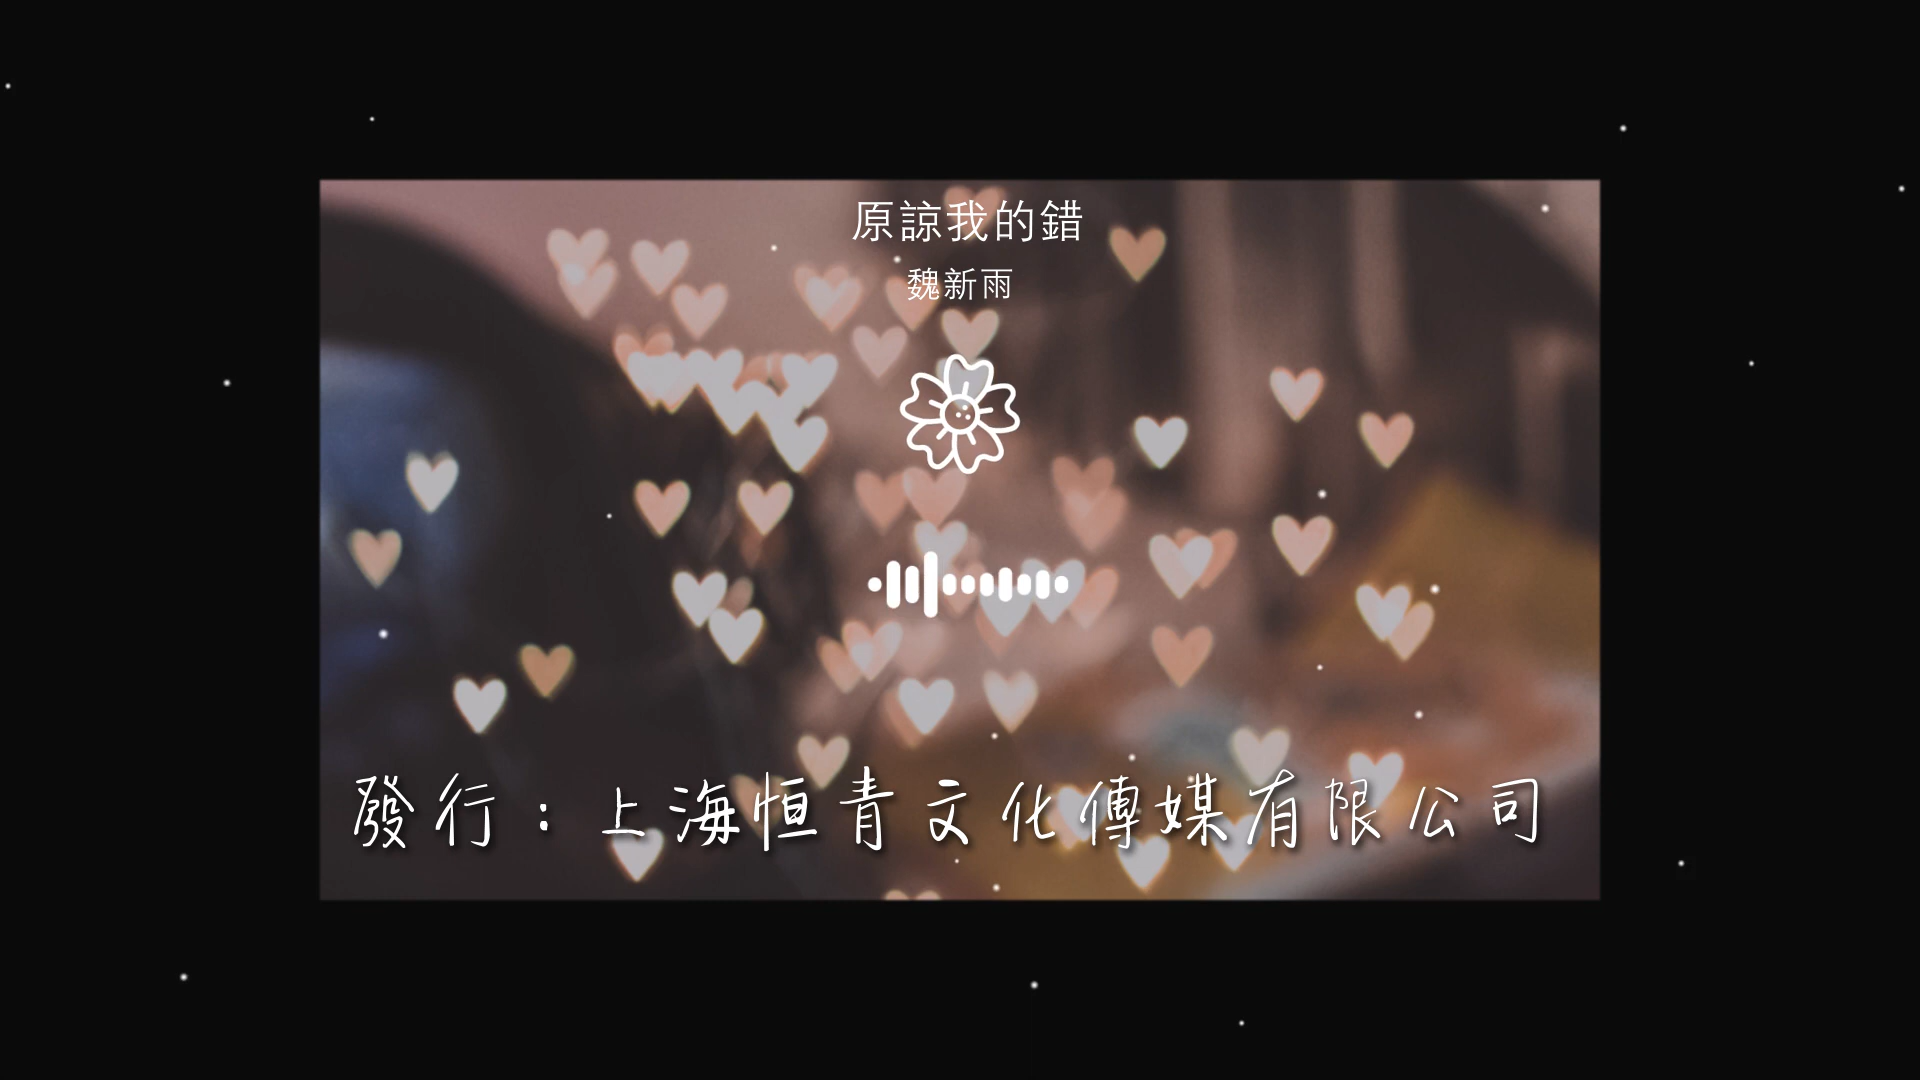 原諒我的錯
魏新雨
發行：上海恒青文化傳媒有限公司